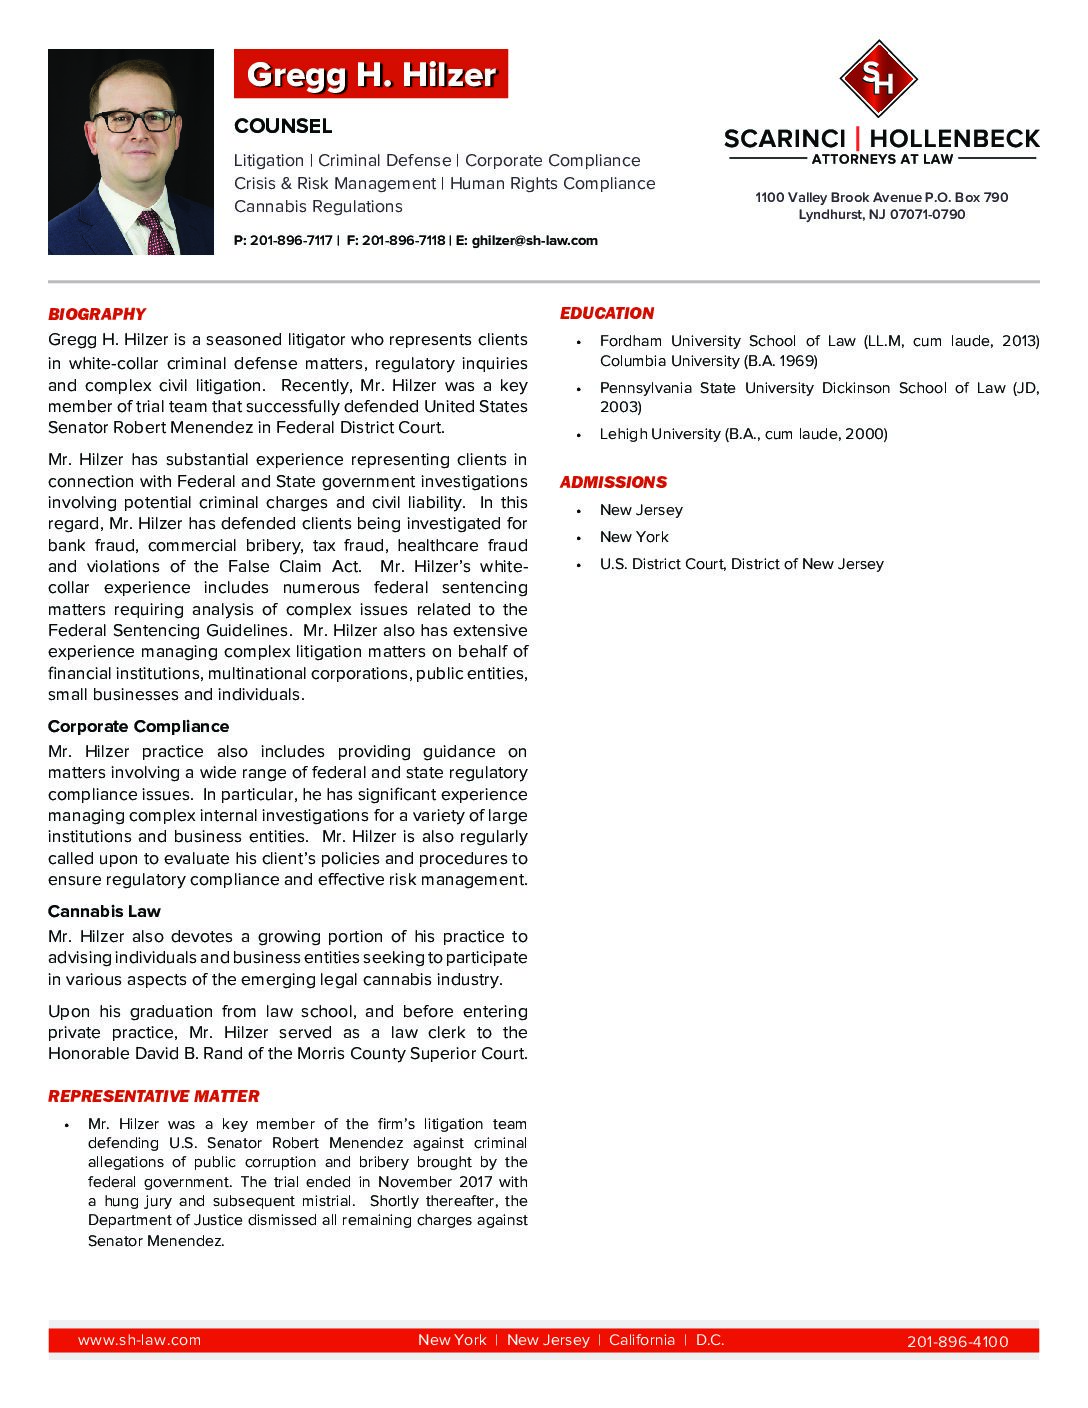 Gregg H. Hilzer
COUNSEL
Litigation | Criminal Defense | Corporate Compliance
Crisis & Risk Management | Human Rights Compliance
Cannabis Regulations
P: 201-896-7117 | F: 201-896-7118 | E: ghilzer@sh-law.com
SH
SCARINCI | HOLLENBECK
ATTORNEYS AT LAW
1100 Valley Brook Avenue P.O. Box 790
Lyndhurst, NJ 07071-0790
BIOGRAPHY
Gregg H. Hilzer is a seasoned litigator who represents clients
in white-collar criminal defense matters, regulatory inquiries
and complex civil litigation. Recently, Mr. Hilzer was a key
member of trial team that successfully defended United States
Senator Robert Menendez in Federal District Court.
Mr. Hilzer has substantial experience representing clients in
connection with Federal and State government investigations
involving potential criminal charges and civil liability. In this
regard, Mr. Hilzer has defended clients being investigated for
bank fraud, commercial bribery, tax fraud, healthcare fraud
and violations of the False Claim Act. Mr. Hilzer's white-
collar experience includes numerous federal sentencing
matters requiring analysis of complex issues related to the
Federal Sentencing Guidelines. Mr. Hilzer also has extensive
experience managing complex litigation matters on behalf of
financial institutions, multinational corporations, public entities,
small businesses and individuals.
Corporate Compliance
Mr. Hilzer practice also includes providing guidance on
matters involving a wide range of federal and state regulatory
compliance issues. In particular, he has significant experience
managing complex internal investigations for a variety of large
institutions and business entities. Mr. Hilzer is also regularly
called upon to evaluate his client's policies and procedures to
ensure regulatory compliance and effective risk management.
Cannabis Law
Mr. Hilzer also devotes a growing portion of his practice to
advising individuals and business entities seeking to participate
in various aspects of the emerging legal cannabis industry.
Upon his graduation from law school, and before entering
private practice, Mr. Hilzer served as a law clerk to the
Honorable David B. Rand of the Morris County Superior Court.
REPRESENTATIVE MATTER
• Mr. Hilzer was a key member of the firm's litigation team
defending U.S. Senator Robert Menendez against criminal
allegations of public corruption and bribery brought by the
federal government. The trial ended in November 2017 with
a hung jury and subsequent mistrial. Shortly thereafter, the
Department of Justice dismissed all remaining charges against
Senator Menendez.
EDUCATION
• Fordham University School of Law (LL.M, cum laude, 2013)
Columbia University (B.A. 1969)
• Pennsylvania State University Dickinson School of Law (JD,
2003)
• Lehigh University (B.A., cum laude, 2000)
ADMISSIONS
• New Jersey
• New York
• U.S. District Court, District of New Jersey
www.sh-law.com
New York | New Jersey | California | D.C.
201-896-4100